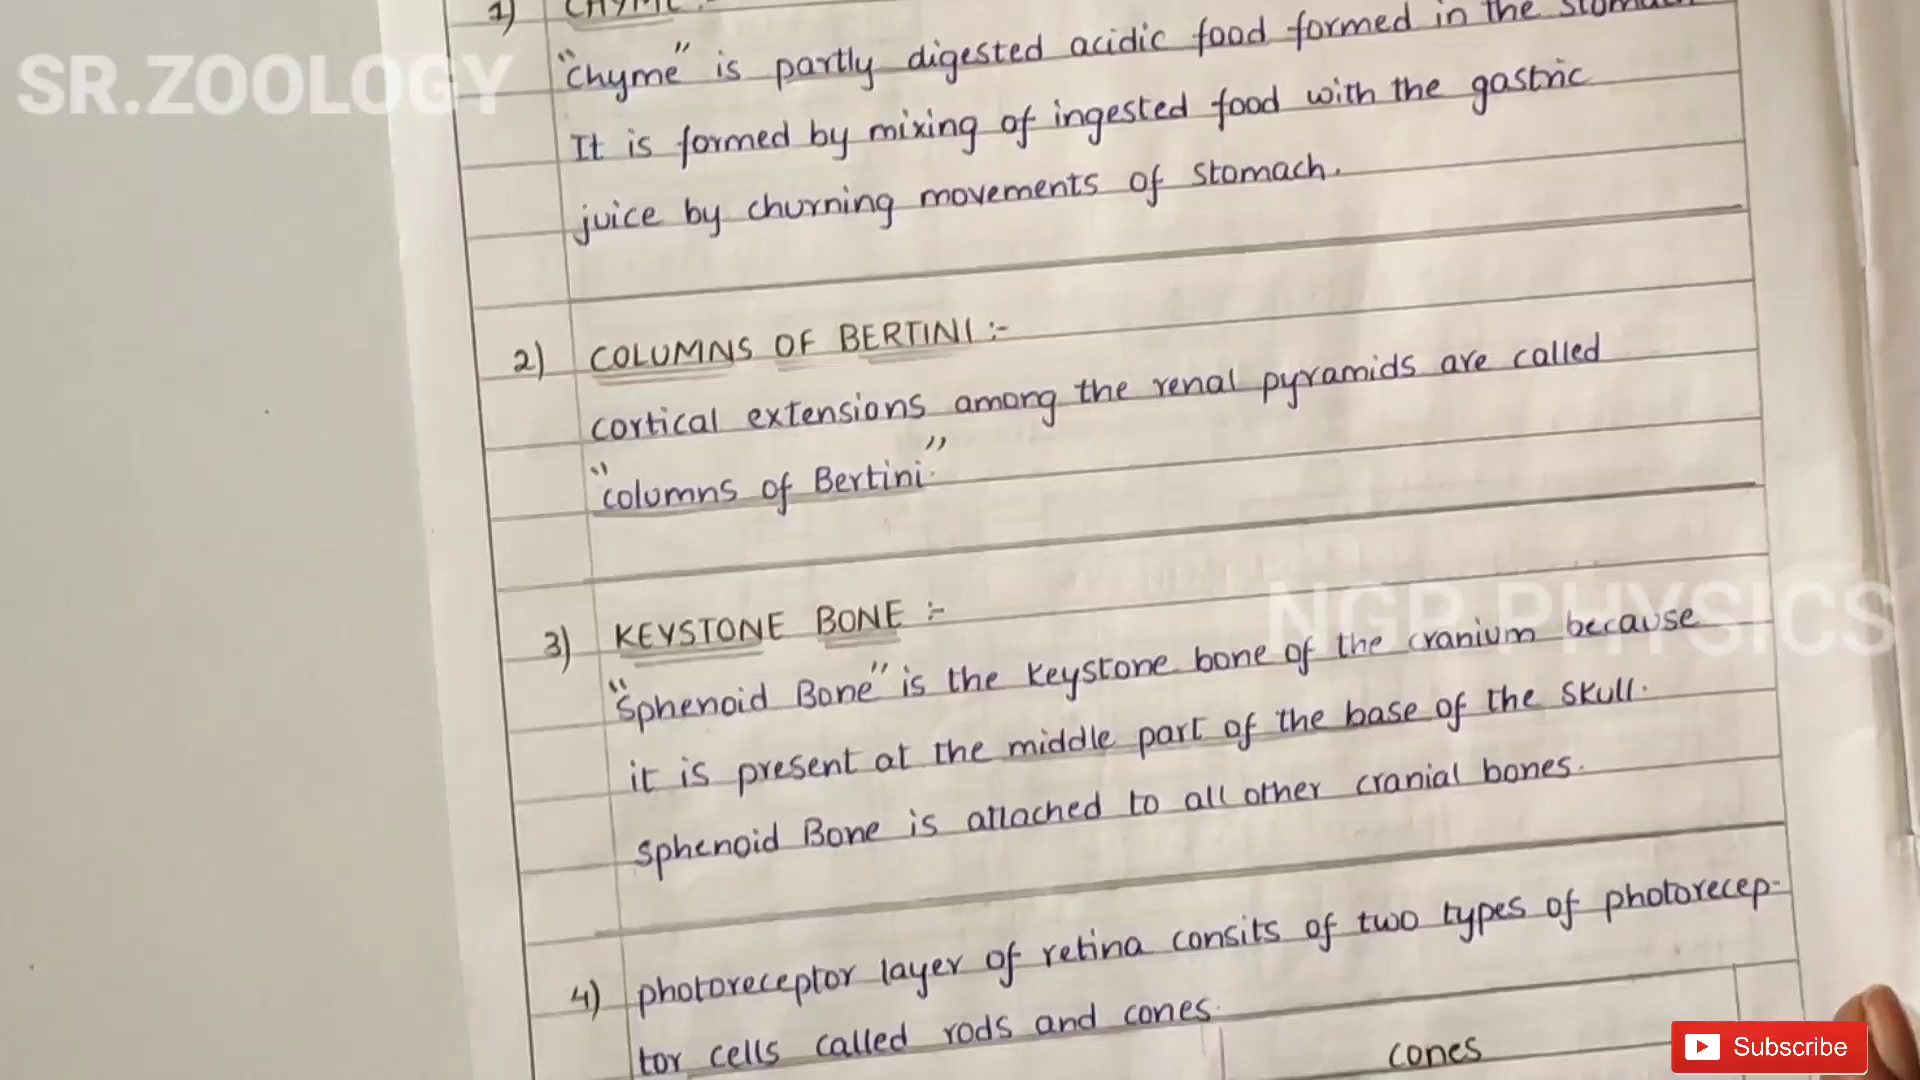 1) CHYME :-
"chyme" is partly digested acidic food formed in the stomach
It is formed by mixing of ingested food with the gastric
juice by churning movements of stomach.
2) COLUMNS OF BERTINI :-
cortical extensions among the renal pyramids are called
"columns of Bertini."
3) KEYSTONE BONE :-
"Sphenoid Bone" is the keystone bone of the cranium because
it is present at the middle part of the base of the skull.
sphenoid Bone is attached to all other cranial bones.
4) photoreceptor layer of retina consits of two types of photorecep-
tor cells called rods and cones.
cones
SR.ZOOLOGY
NGP PHYSICS
Subscribe